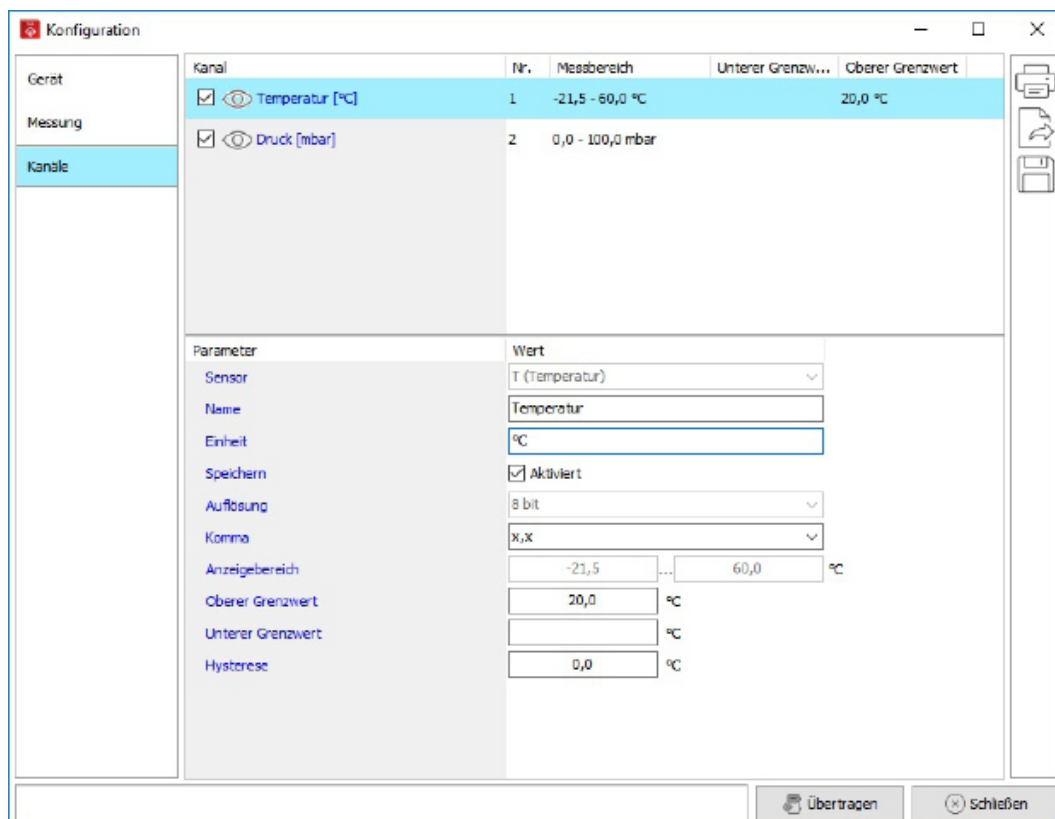 Konfiguration
Gerät
Messung
Kanäle
Kanal Nr. Messbereich Unterer Grenzw... Oberer Grenzwert
Temperatur [°C] 1 -21,5 - 60,0 °C 20,0 °C
Druck [mbar] 2 0,0 - 100,0 mbar
Parameter Wert
Sensor T (Temperatur)
Name Temperatur
Einheit °C
Speichern Aktiviert
Auflösung 8 bit
Komma x,x
Anzeigebereich -21,5 ... 60,0 °C
Oberer Grenzwert 20,0 °C
Unterer Grenzwert °C
Hysterese 0,0 °C
Übertragen Schließen